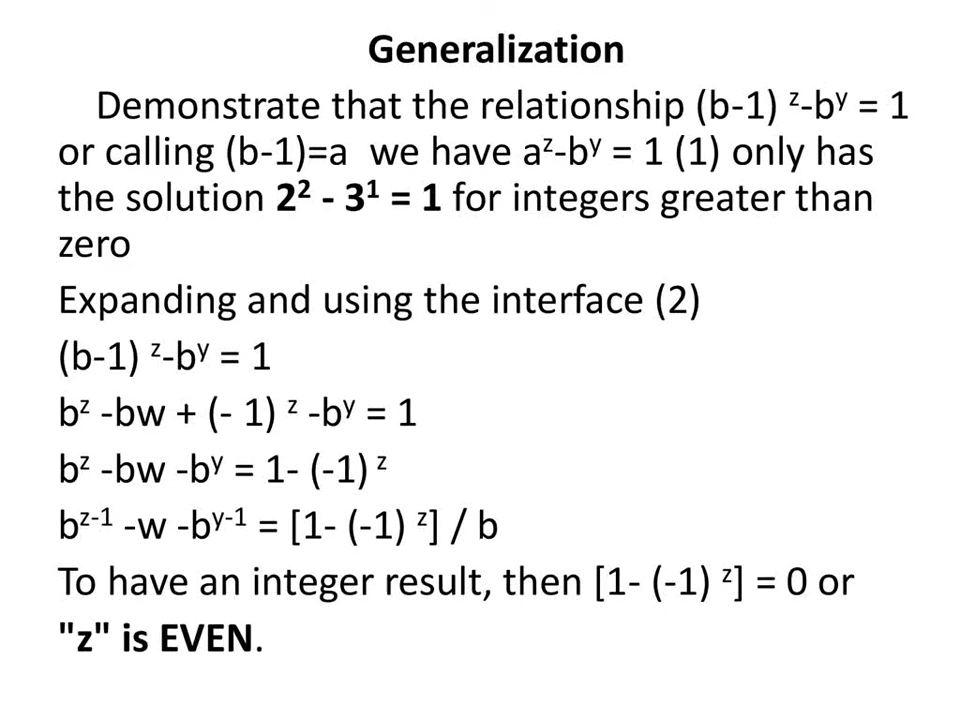 Generalization
Demonstrate that the relationship (b-1) ᶻ-bʸ = 1
or calling (b-1)=a we have aᶻ-bʸ = 1 (1) only has
the solution 2² - 3¹ = 1 for integers greater than
zero
Expanding and using the interface (2)
(b-1) ᶻ-bʸ = 1
bᶻ -bw + (- 1) ᶻ -bʸ = 1
bᶻ -bw -bʸ = 1- (-1) ᶻ
bᶻ⁻¹ -w -bʸ⁻¹ = [1- (-1) ᶻ] / b
To have an integer result, then [1- (-1) ᶻ] = 0 or
"z" is EVEN.